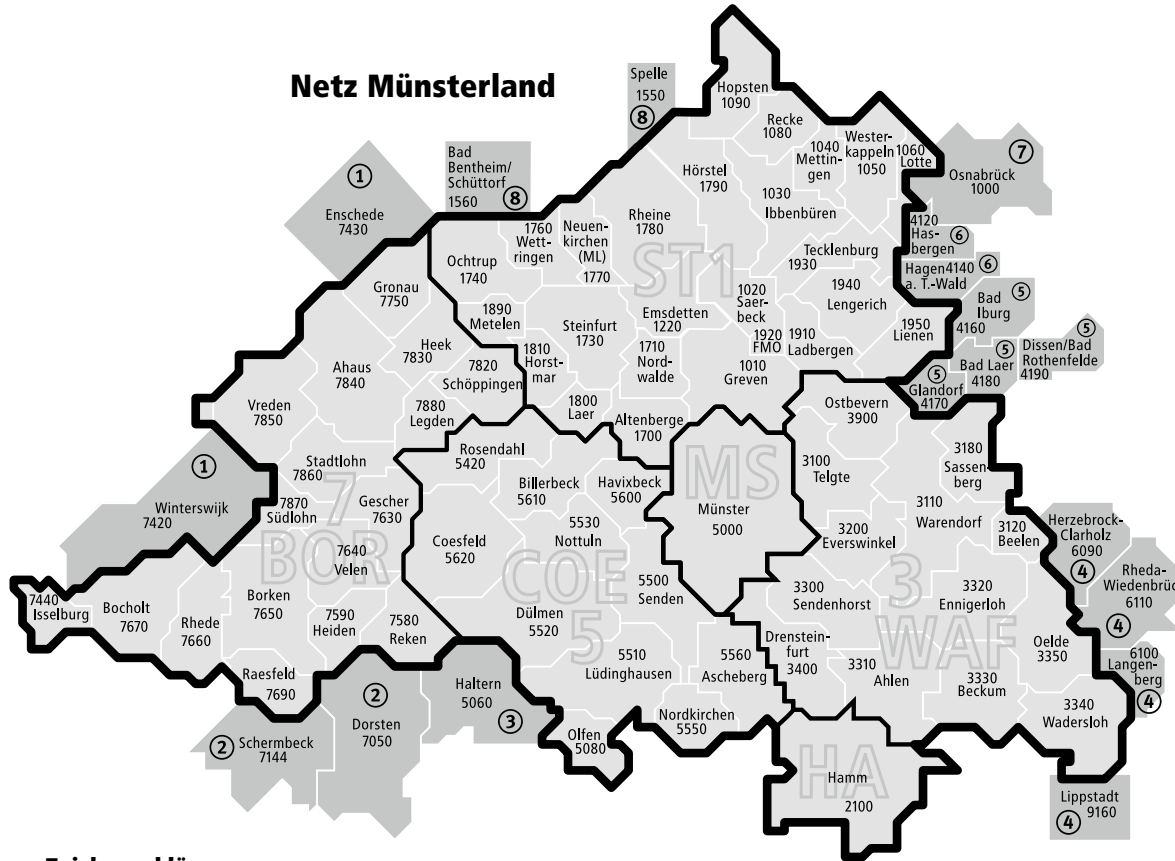 Netz Münsterland
Spelle
1550
8
Hopsten
1090
Recke
1080
1040
Mettin-
gen
Wester-
kappeln
1050
1060
Lotte
7
Osnabrück
1000
1
Enschede
7430
Bad
Bentheim/
Schüttorf
1560
8
1760
Wett-
ringen
Neuen-
kirchen
(ML)
1770
Rheine
1780
Hörstel
1790
1030
Ibbenbüren
4120
Has-
bergen
6
Hagen 4140
a. T.-Wald
6
Ochtrup
1740
Gronau
7750
ST1
Tecklenburg
1930
1940
Lengerich
Bad
Iburg
5
4160
1890
Metelen
Steinfurt
1730
Emsdetten
1220
1020
Saer-
beck
1950
Lienen
Heek
7830
7820
Schöppingen
1810
Horst-
mar
1710
Nord-
walde
1920
FMO
1910
Ladbergen
1010
Greven
5
Dissen/Bad
Rothenfelde
4190
5
Bad Laer
4180
5
Glandorf
4170
Ahaus
7840
Vreden
7850
7880
Legden
1800
Laer
Altenberge
1700
Ostbevern
3900
Rosendahl
5420
Billerbeck
5610
Havixbeck
5600
MS
Münster
5000
3100
Telgte
3180
Sassen-
berg
1
Winterswijk
7420
Stadtlohn
7860
7870
Südlohn
Gescher
7630
7
BOR
7640
Velen
Coesfeld
5620
5530
Nottuln
COE
5
3110
Warendorf
3120
Beelen
3200
Everswinkel
Herzebrock-
Clarholz
6090
4
Rheda-
Wiedenbrück
6110
4
7440
Isselburg
Bocholt
7670
Rhede
7660
Borken
7650
7590
Heiden
7580
Reken
Dülmen
5520
5500
Senden
3300
Sendenhorst
3
WAF
3320
Ennigerloh
Oelde
3350
6100
Langen-
berg
4
Raesfeld
7690
5510
Lüdinghausen
5560
Ascheberg
Drenstein-
furt
3400
3310
Ahlen
3330
Beckum
3340
Wadersloh
2
Schermbeck
7144
2
Dorsten
7050
Haltern
5060
3
Olfen
5080
Nordkirchen
5550
HA
Hamm
2100
Lippstadt
4
9160